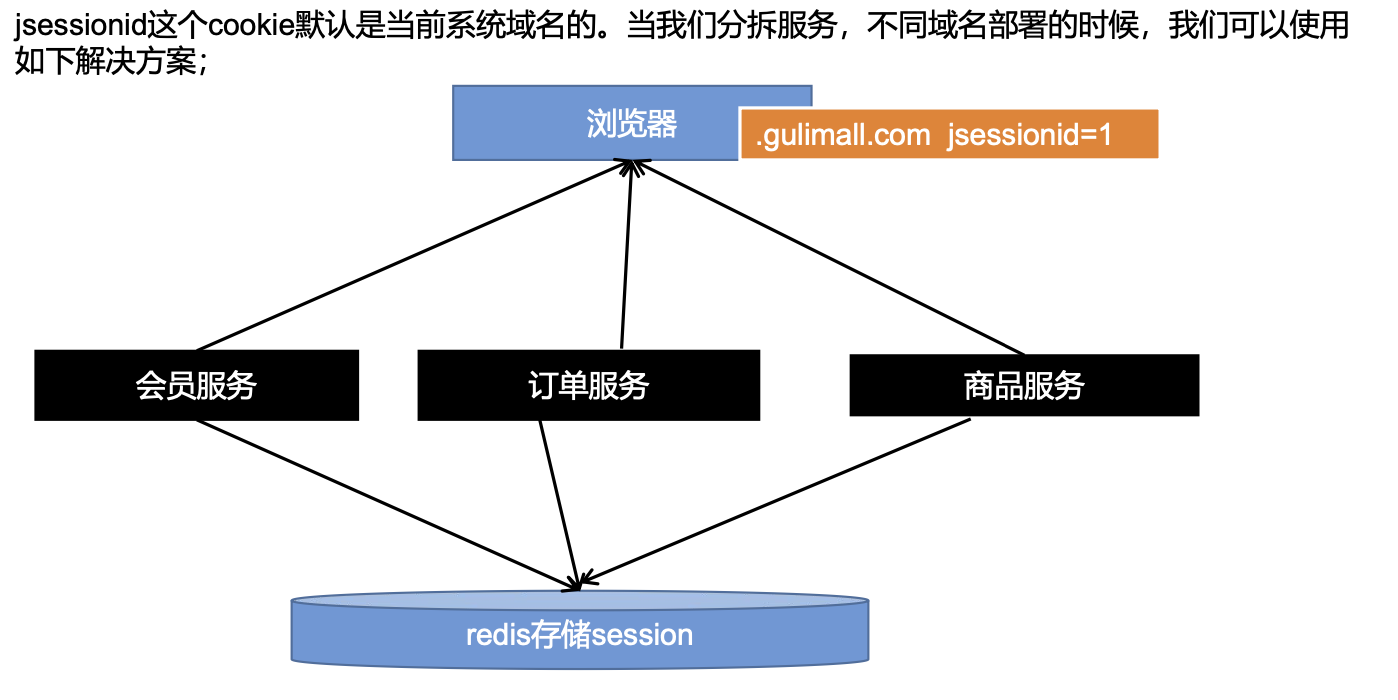 jsessionid这个cookie默认是当前系统域名的。当我们分拆服务，不同域名部署的时候，我们可以使用
如下解决方案；
浏览器
.gulimall.com jsessionid=1
会员服务
订单服务
商品服务
redis存储session